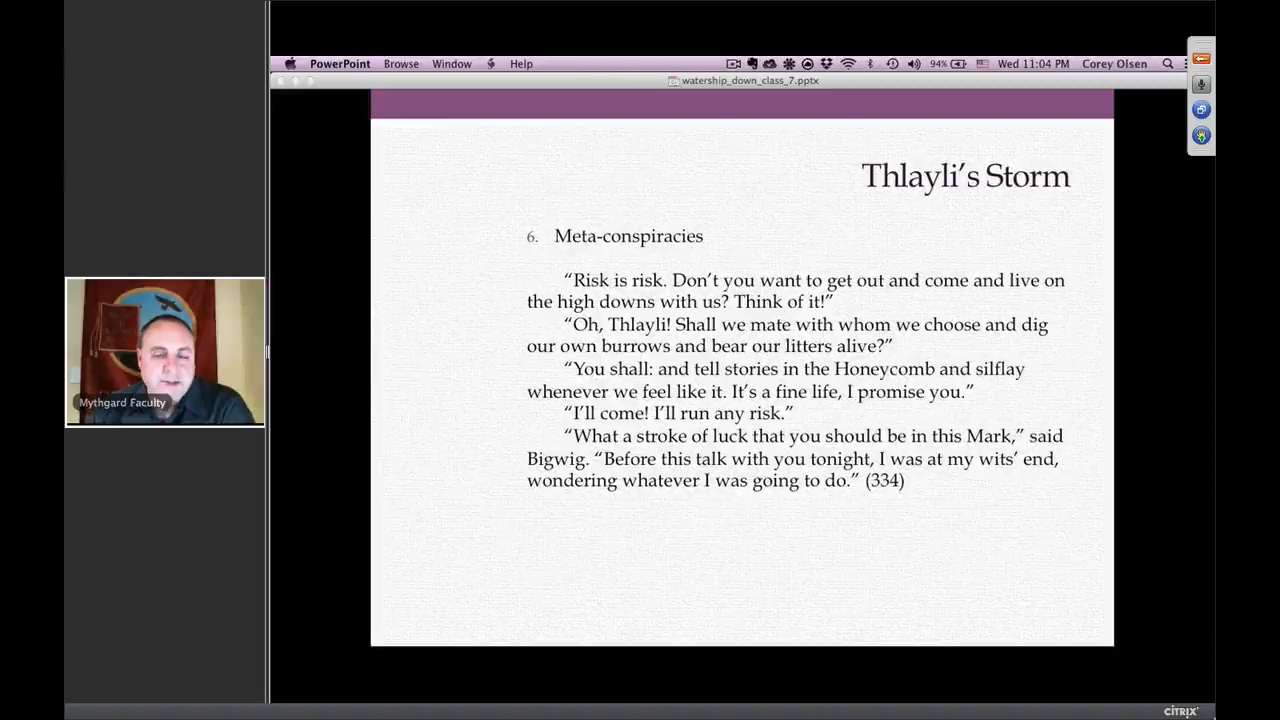 PowerPoint Browse Window Help 94% Wed 11:04 PM Corey Olsen
watership_down_class_7.pptx
Thlayli’s Storm
6. Meta-conspiracies
“Risk is risk. Don’t you want to get out and come and live on
the high downs with us? Think of it!”
“Oh, Thlayli! Shall we mate with whom we choose and dig
our own burrows and bear our litters alive?”
“You shall: and tell stories in the Honeycomb and silflay
whenever we feel like it. It’s a fine life, I promise you.”
“I’ll come! I’ll run any risk.”
“What a stroke of luck that you should be in this Mark,” said
Bigwig. “Before this talk with you tonight, I was at my wits’ end,
wondering whatever I was going to do.” (334)
Mythgard Faculty
CİTRIX